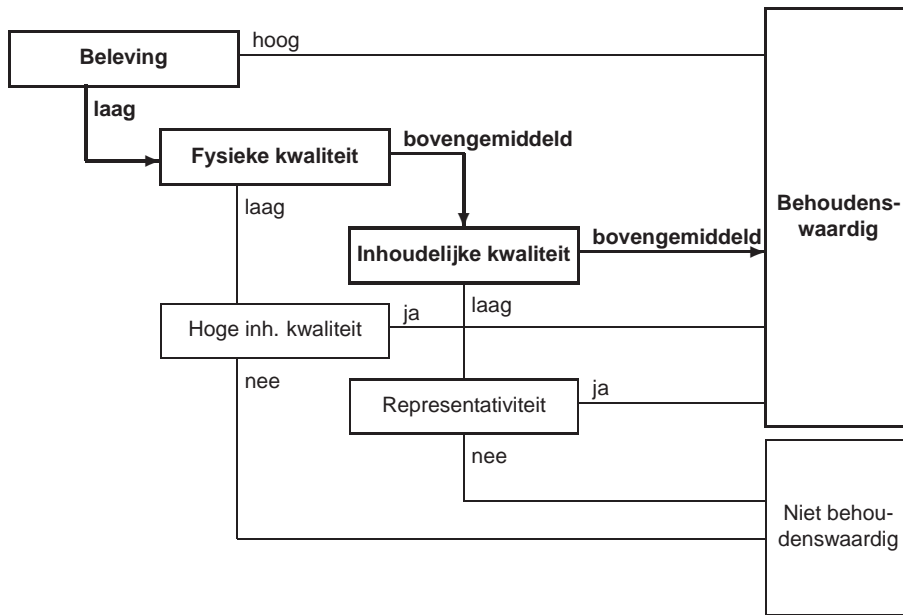 hoog
Beleving
laag
bovengemiddeld
Fysieke kwaliteit
laag
Behoudens-
waardig
bovengemiddeld
Inhoudelijke kwaliteit
laag
ja
Hoge inh. kwaliteit
nee
ja
Representativiteit
nee
Niet behou-
denswaardig